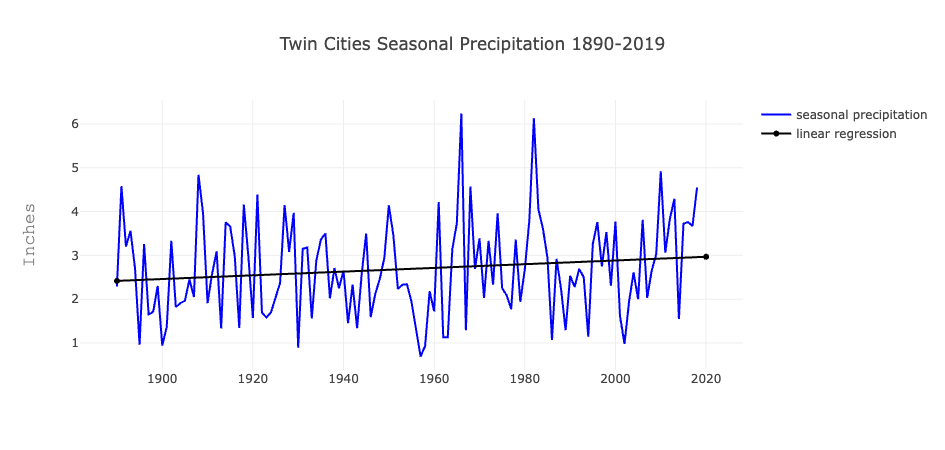 Twin Cities Seasonal Precipitation 1890-2019
seasonal precipitation
linear regression
Inches
6
5
4
3
2
1
1900 1920 1940 1960 1980 2000 2020